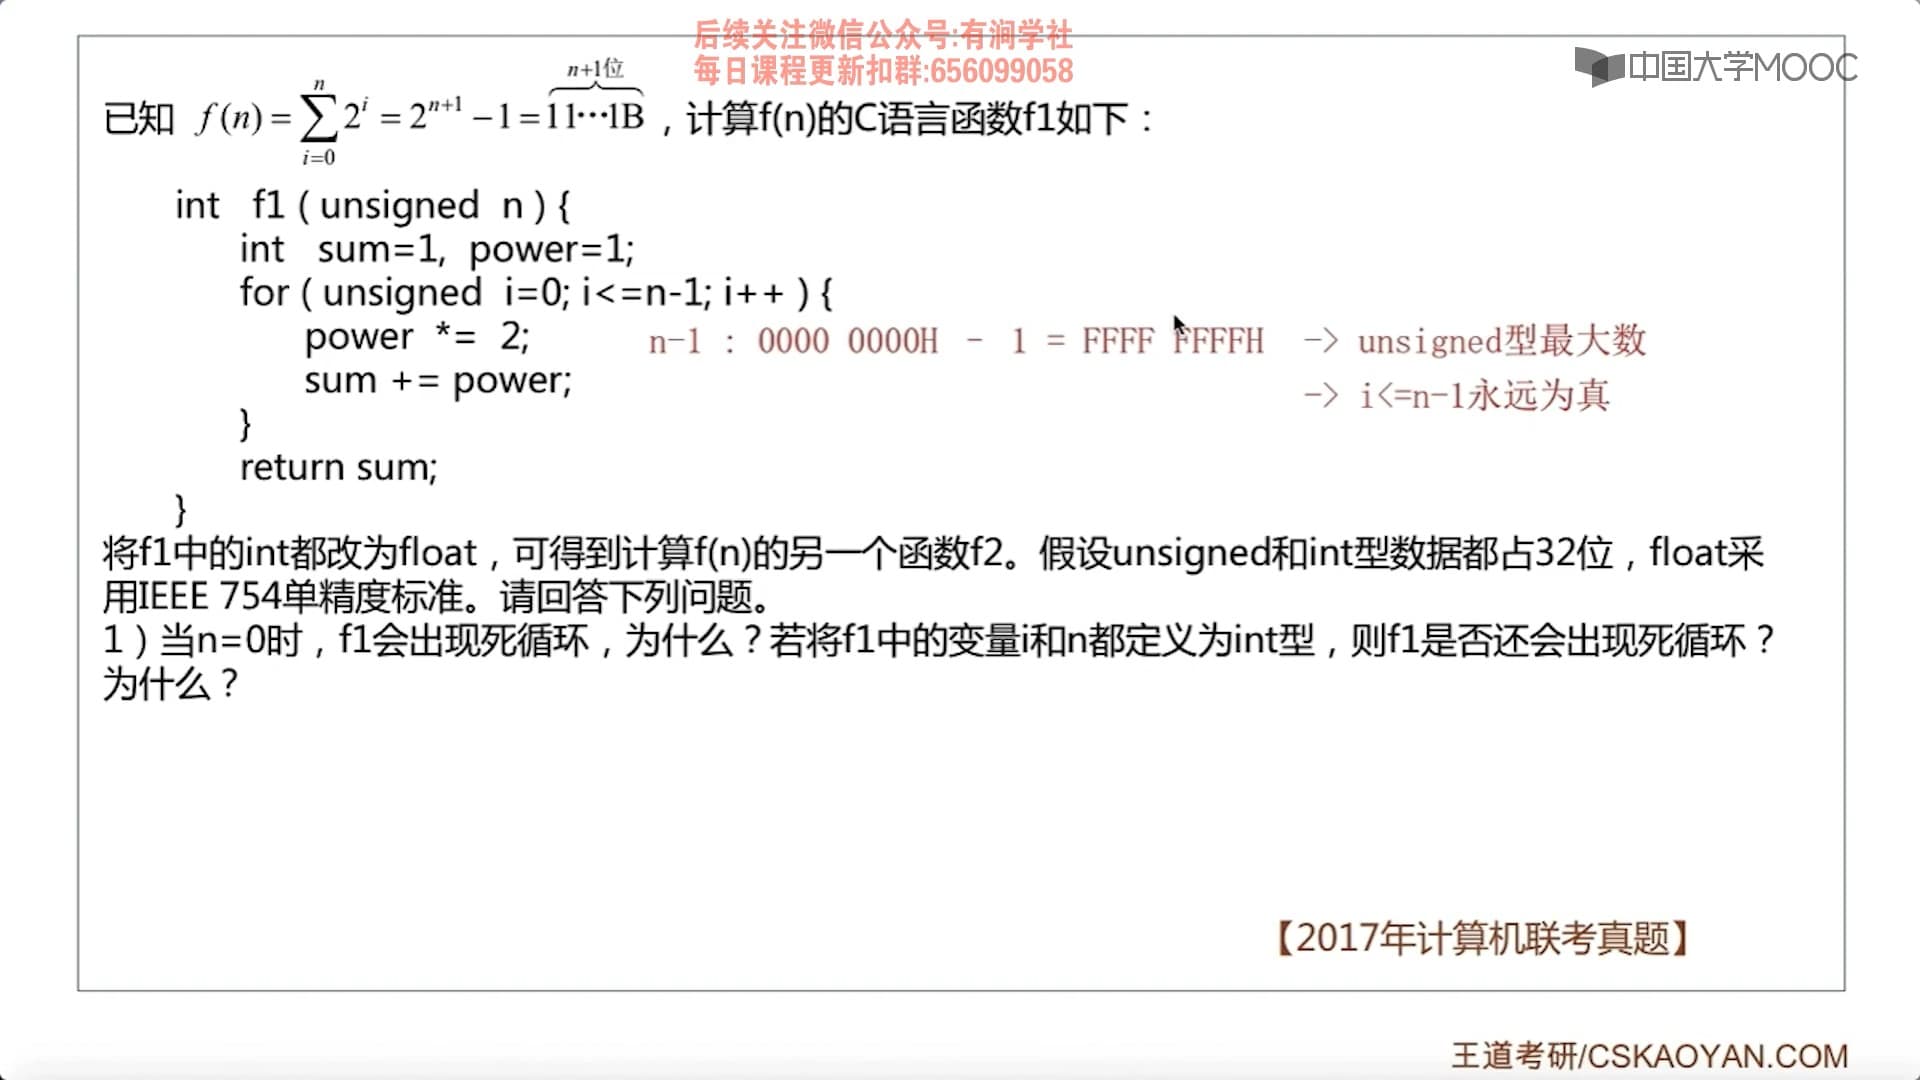 后续关注微信公众号:有涧学社
每日课程更新扣群:656099058
中国大学MOOC
已知 f(n)=∑_{i=0}^{n} 2^i = 2^{n+1} −1=11⋯1B (n+1位) ，计算f(n)的C语言函数f1如下：
int f1 ( unsigned n ) {
int sum=1, power=1;
for ( unsigned i=0; i<=n-1; i++ ) {
power *= 2;
n-1 : 0000 0000H - 1 = FFFF FFFFH -> unsigned型最大数
sum += power;
-> i<=n-1永远为真
}
return sum;
}
将f1中的int都改为float，可得到计算f(n)的另一个函数f2。假设unsigned和int型数据都占32位，float采
用IEEE 754单精度标准。请回答下列问题。
1）当n=0时，f1会出现死循环，为什么？若将f1中的变量i和n都定义为int型，则f1是否还会出现死循环？
为什么？
【2017年计算机联考真题】
王道考研/CSKAOYAN.COM